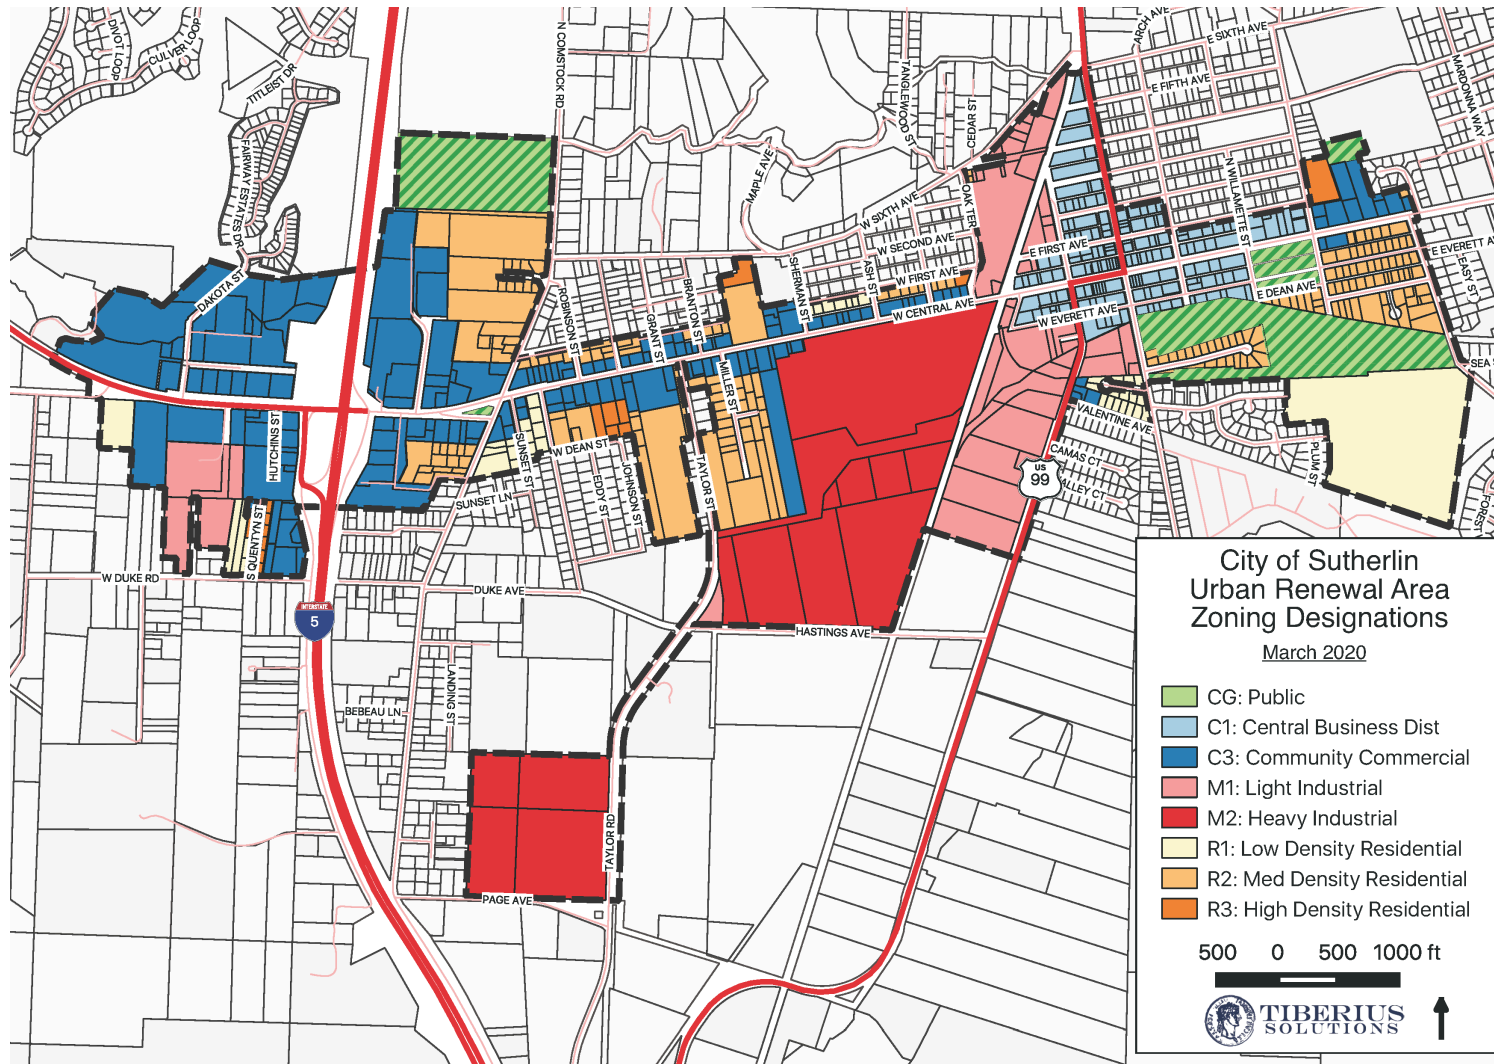 DIVOT LOOP
CULVER LOOP
TITLEIST DR
FAIRWAY ESTATES DR
DAKOTA ST
N COMSTOCK RD
TANGLEWOOD ST
CEDAR ST
MAPLE AVE
OAK TER
W SIXTH AVE
W SECOND AVE
ASH ST
W FIRST AVE
W CENTRAL AVE
SHERMAN ST
BRANTON ST
GRANT ST
ROBINSON ST
MILLER ST
ARCH AVE
E SIXTH AVE
E FIFTH AVE
MARDONNA WAY
N WILLAMETTE ST
E FIRST AVE
W EVERETT AVE
E DEAN AVE
E EVERETT AV
EASY ST
SEA
VALENTINE AVE
CAMAS CT
ALLEY CT
PLUM ST
FOREST
US
99
HUTCHINS ST
S QUENTYN ST
W DUKE RD
INTERSTATE
5
SUNSET ST
SUNSET LN
W DEAN ST
EDDY ST
JOHNSON ST
TAYLOR ST
DUKE AVE
HASTINGS AVE
LANDING ST
BEBEAU LN
TAYLOR RD
PAGE AVE
City of Sutherlin
Urban Renewal Area
Zoning Designations
March 2020
CG: Public
C1: Central Business Dist
C3: Community Commercial
M1: Light Industrial
M2: Heavy Industrial
R1: Low Density Residential
R2: Med Density Residential
R3: High Density Residential
500 0 500 1000 ft
TIBERIUS
SOLUTIONS